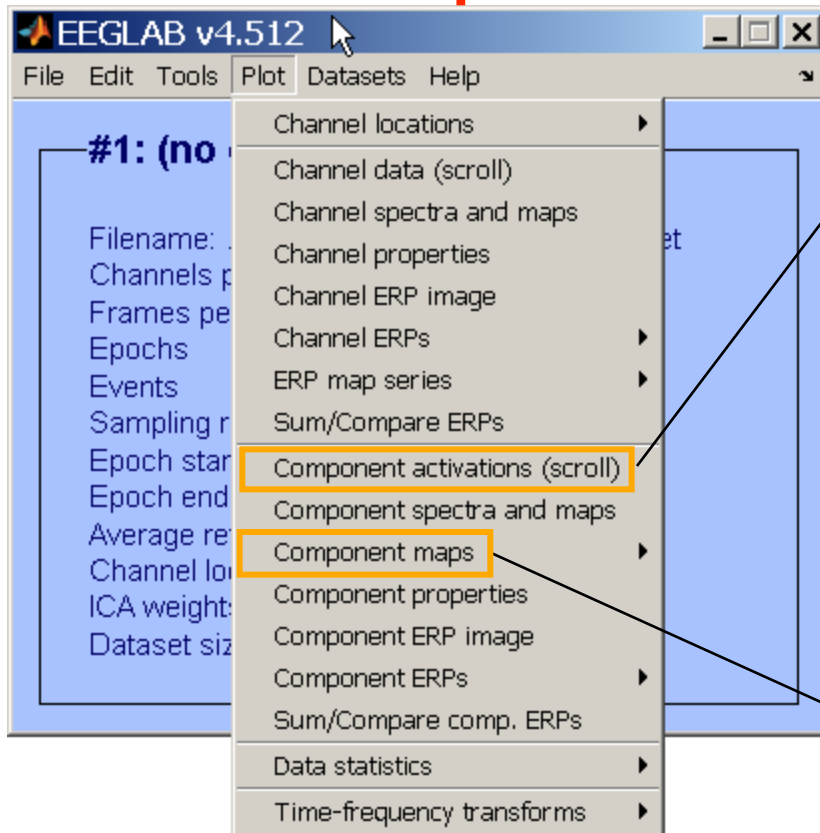 EEGLAB v4.512
File Edit Tools Plot Datasets Help
#1: (no
Channel locations
Channel data (scroll)
Channel spectra and maps
Filename: . et
Channel properties
Channels p
Channel ERP image
Frames pe
Channel ERPs
Epochs
ERP map series
Events
Sum/Compare ERPs
Sampling r
Component activations (scroll)
Epoch star
Component spectra and maps
Epoch end
Component maps
Average re
Channel lo
Component properties
ICA weight
Component ERP image
Dataset siz
Component ERPs
Sum/Compare comp. ERPs
Data statistics
Time-frequency transforms